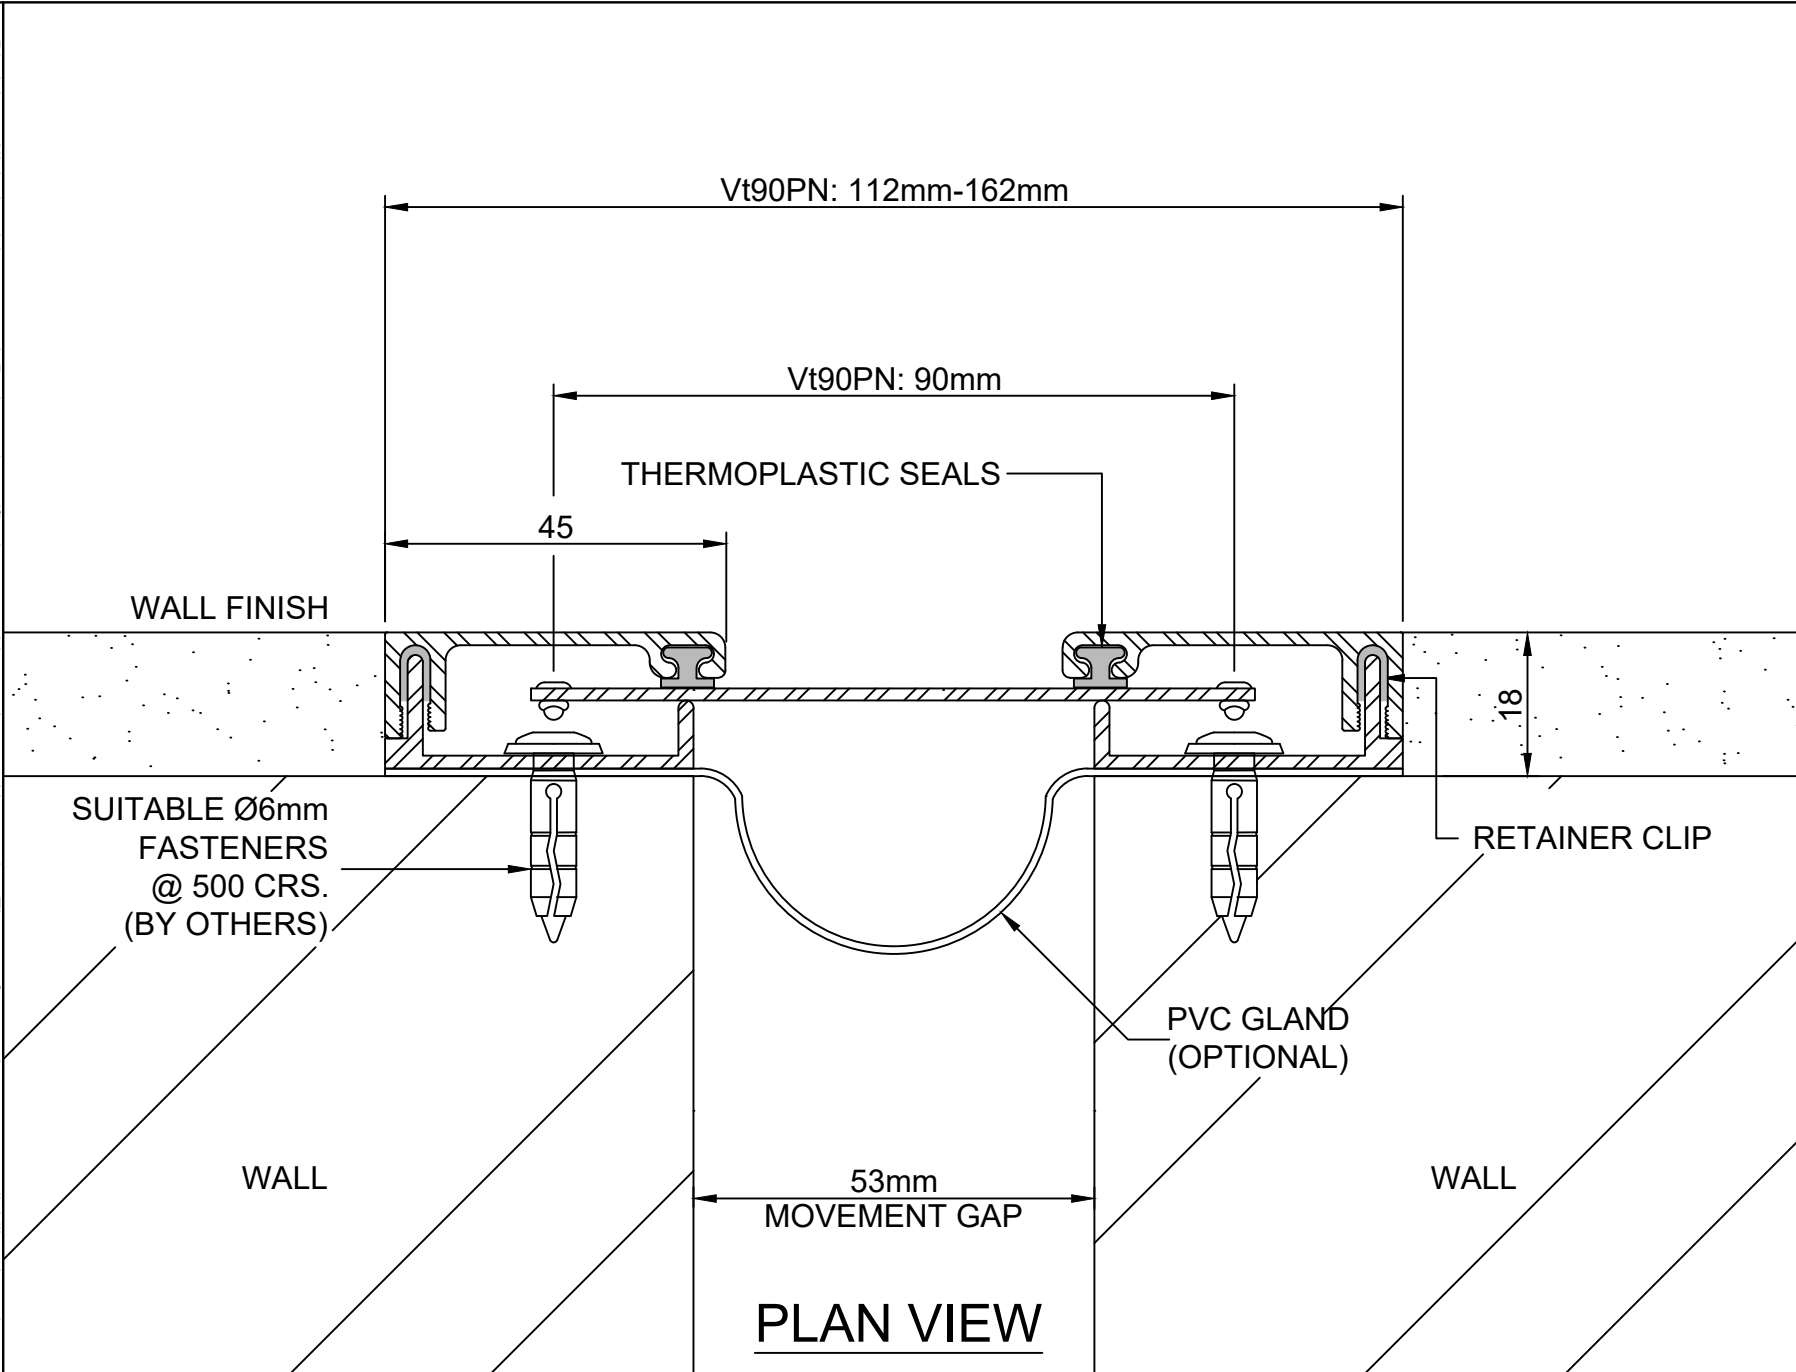 Vt90PN: 112mm-162mm
Vt90PN: 90mm
THERMOPLASTIC SEALS
45
WALL FINISH
18
SUITABLE Ø6mm
FASTENERS
@ 500 CRS.
(BY OTHERS)
RETAINER CLIP
PVC GLAND
(OPTIONAL)
WALL
53mm
MOVEMENT GAP
WALL
PLAN VIEW